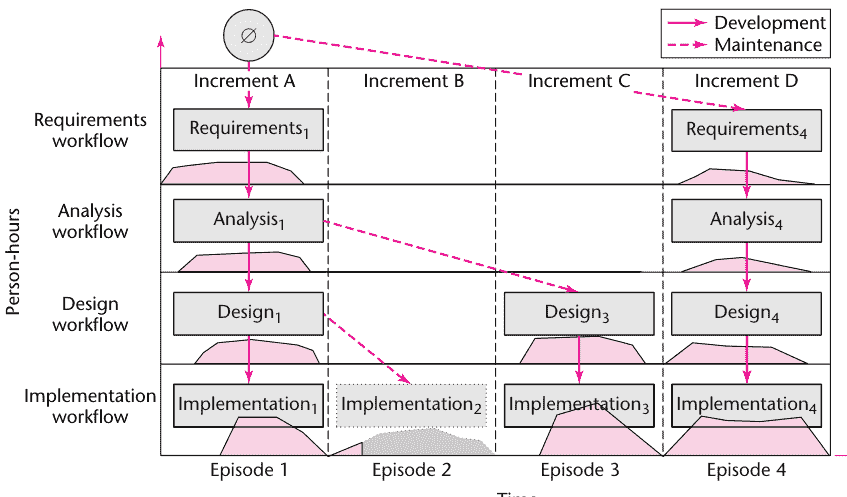 ∅
Development
Maintenance
Increment A
Increment B
Increment C
Increment D
Requirements
workflow
Requirements₁
Requirements₄
Analysis
workflow
Analysis₁
Analysis₄
Person-hours
Design
workflow
Design₁
Design₃
Design₄
Implementation
workflow
Implementation₁
Implementation₂
Implementation₃
Implementation₄
Episode 1
Episode 2
Episode 3
Episode 4